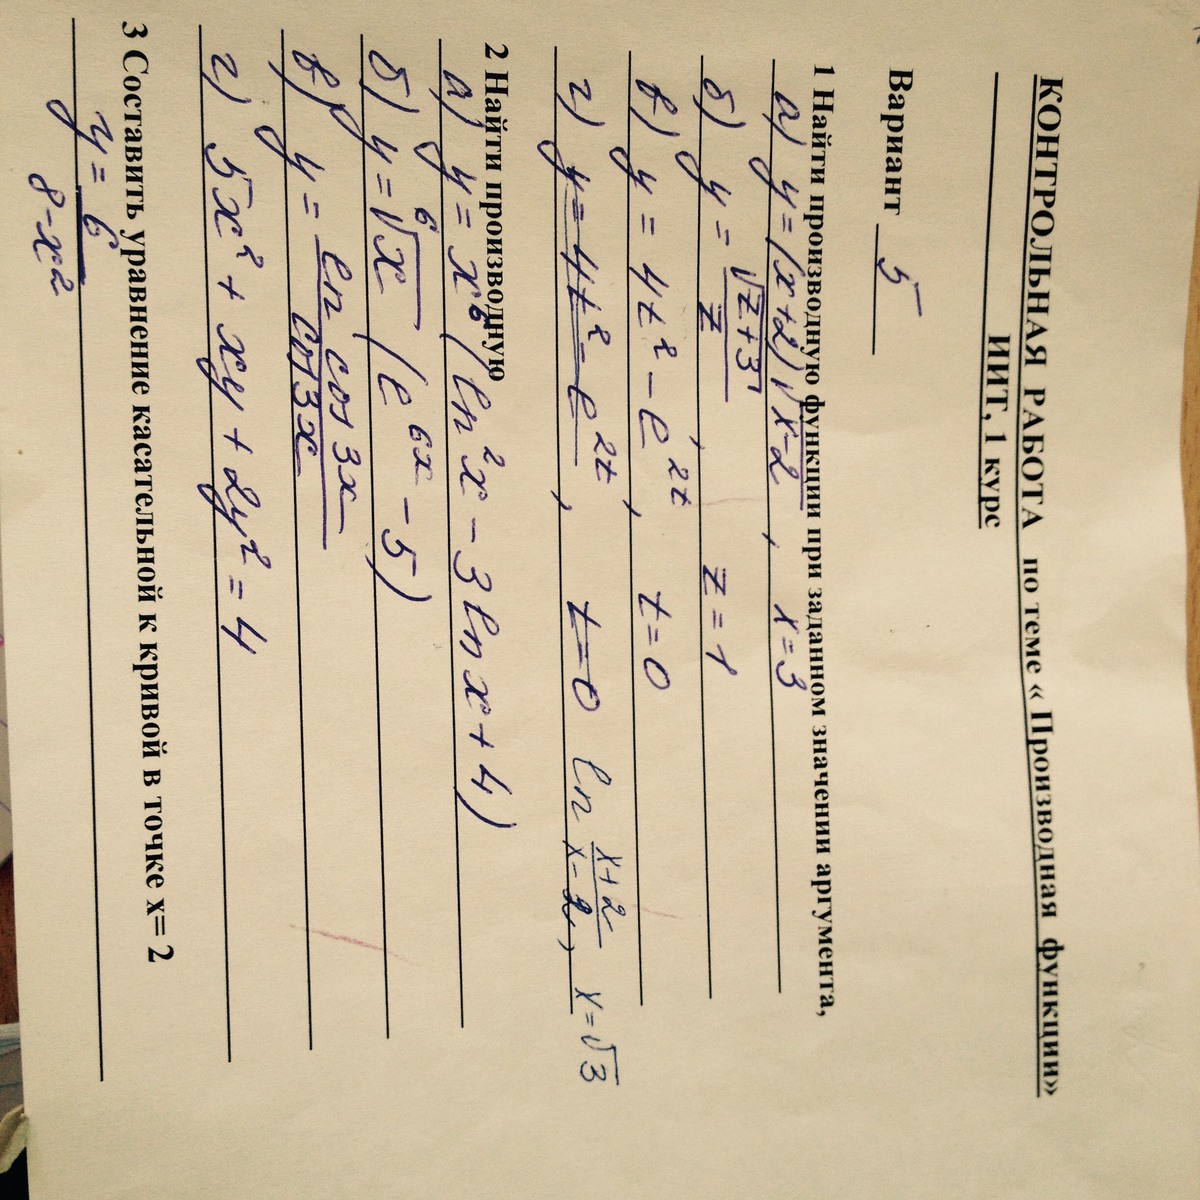 КОНТРОЛЬНАЯ РАБОТА по теме « Производная функции»
ИИТ, 1 курс
Вариант 5
1 Найти производную функции при заданном значении аргумента,
а) y = (x+2)√x-2 , x=3
б) y = √z+3 / z , z=1
в) y = 4t² - e^2t , t=0
г) y = 4t² - e^2t , t=0 ln x+2 / x-2 , x=√3
2 Найти производную
а) y = x⁶ (ln²x - 3 ln x + 4)
б) y = ⁶√x (e^6x - 5)
в) y = ln cos 3x / cos 3x
г) 5x² + xy + 2y² = 4
3 Составить уравнение касательной к кривой в точке x= 2
y = 6 / 8-x²